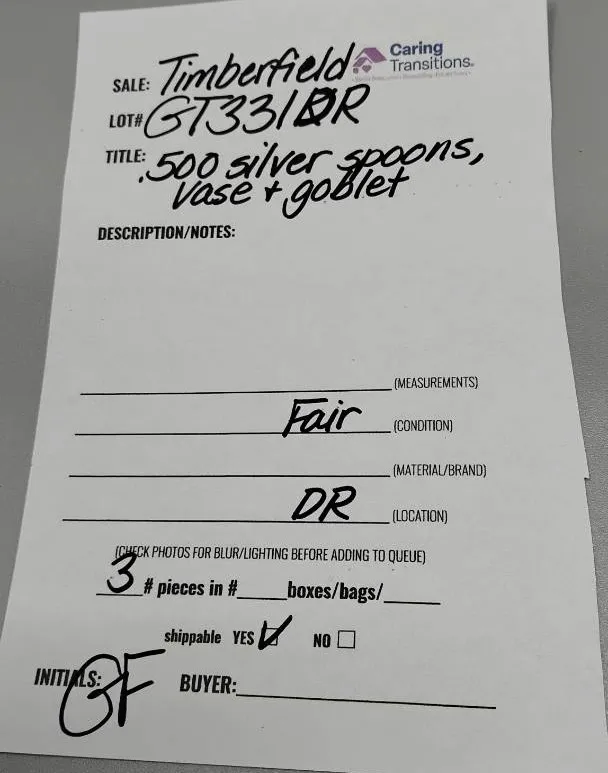 SALE: Timberfield
Caring
Transitions.
LOT# GT331DR
TITLE: .500 silver spoons,
vase + goblet
DESCRIPTION/NOTES:
(MEASUREMENTS)
Fair (CONDITION)
(MATERIAL/BRAND)
DR (LOCATION)
(CHECK PHOTOS FOR BLUR/LIGHTING BEFORE ADDING TO QUEUE)
3 # pieces in #____ boxes/bags/____
shippable YES ☑ NO ☐
INITIALS: GF BUYER: